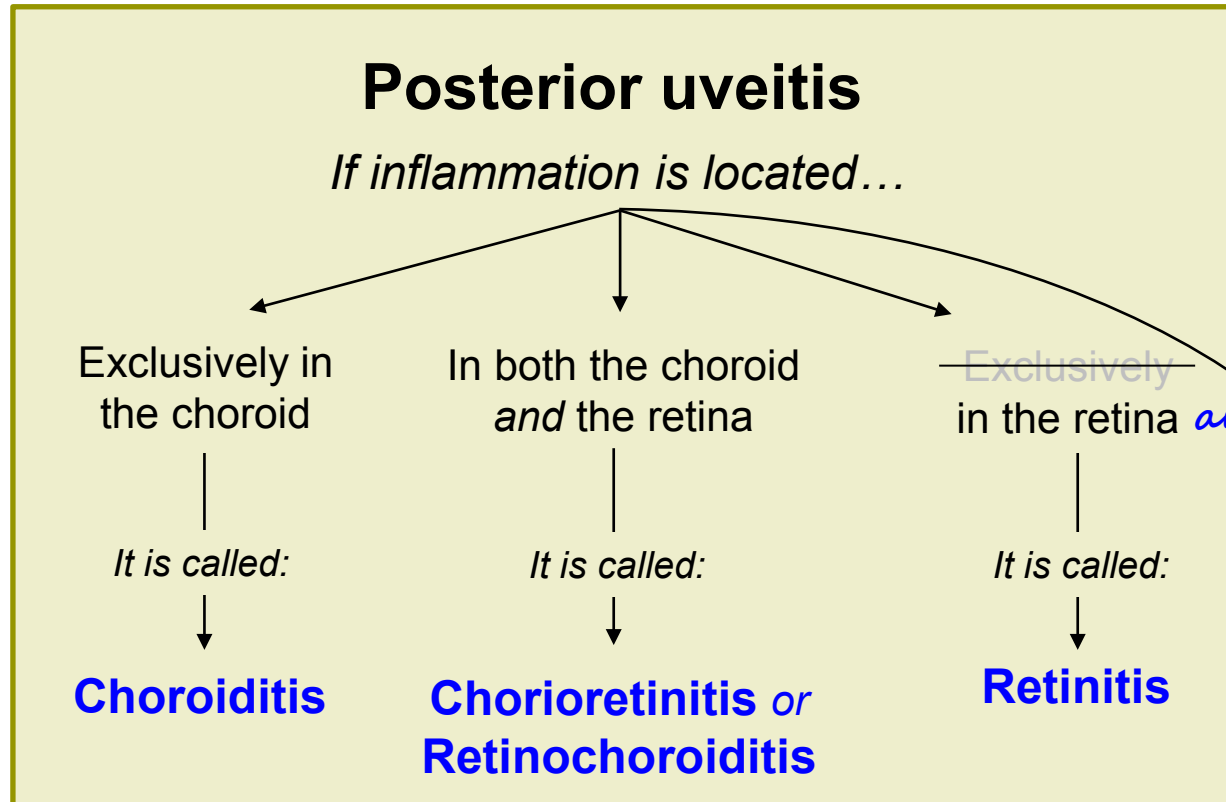 Posterior uveitis
If inflammation is located…
Exclusively in
the choroid
In both the choroid
and the retina
Exclusively
in the retina
It is called:
It is called:
It is called:
Choroiditis
Chorioretinitis or
Retinochoroiditis
Retinitis